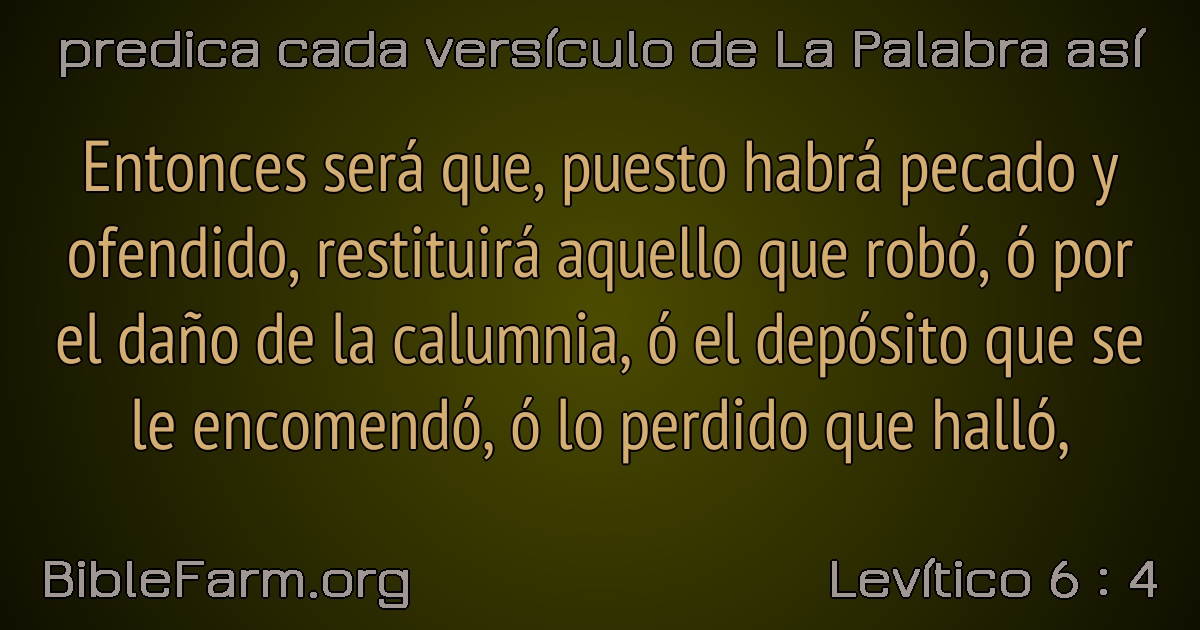 predica cada versículo de La Palabra así
Entonces será que, puesto habrá pecado y
ofendido, restituirá aquello que robó, ó por
el daño de la calumnia, ó el depósito que se
le encomendó, ó lo perdido que halló,
BibleFarm.org
Levítico 6 : 4